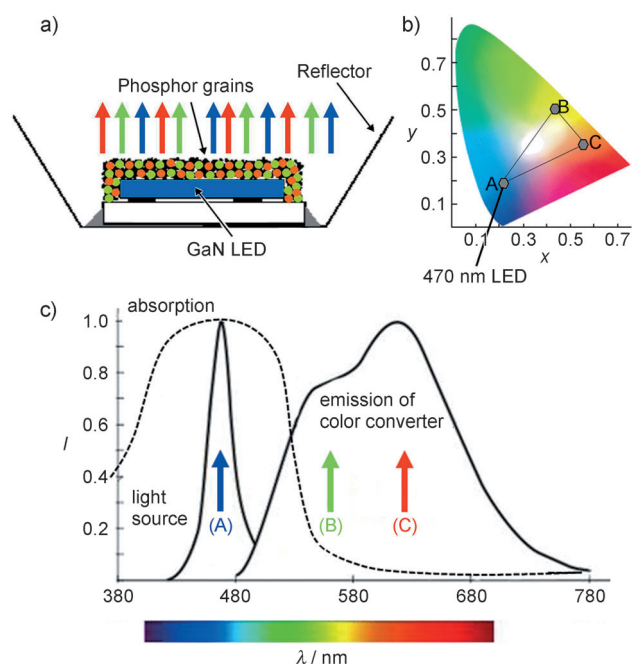 a)
Phosphor grains
Reflector
GaN LED
b)
0.7
0.5
y
0.3
0.1
A
B
C
0.1 0.3 0.5 0.7
x
470 nm LED
c)
absorption
1.0
0.8
0.6
I
0.4
0.2
emission of
color converter
light
source
(A)
(B)
(C)
380 480 580 680 780
λ / nm